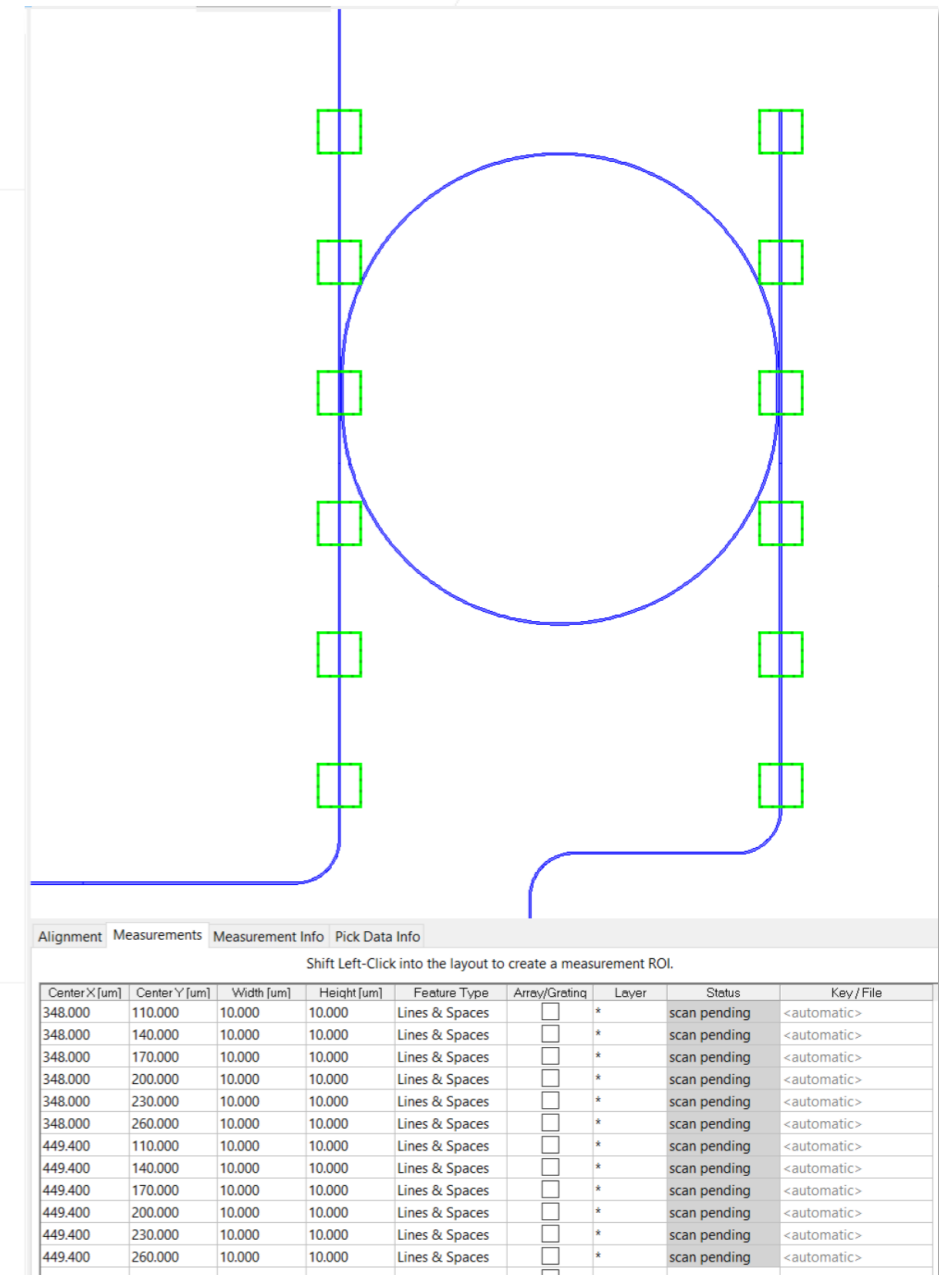 Alignment Measurements Measurement Info Pick Data Info
Shift Left-Click into the layout to create a measurement ROI.
Center X [um] Center Y [um] Width [um] Height [um] Feature Type Array/Grating Layer Status Key / File
348.000 110.000 10.000 10.000 Lines & Spaces * scan pending <automatic>
348.000 140.000 10.000 10.000 Lines & Spaces * scan pending <automatic>
348.000 170.000 10.000 10.000 Lines & Spaces * scan pending <automatic>
348.000 200.000 10.000 10.000 Lines & Spaces * scan pending <automatic>
348.000 230.000 10.000 10.000 Lines & Spaces * scan pending <automatic>
348.000 260.000 10.000 10.000 Lines & Spaces * scan pending <automatic>
449.400 110.000 10.000 10.000 Lines & Spaces * scan pending <automatic>
449.400 140.000 10.000 10.000 Lines & Spaces * scan pending <automatic>
449.400 170.000 10.000 10.000 Lines & Spaces * scan pending <automatic>
449.400 200.000 10.000 10.000 Lines & Spaces * scan pending <automatic>
449.400 230.000 10.000 10.000 Lines & Spaces * scan pending <automatic>
449.400 260.000 10.000 10.000 Lines & Spaces * scan pending <automatic>